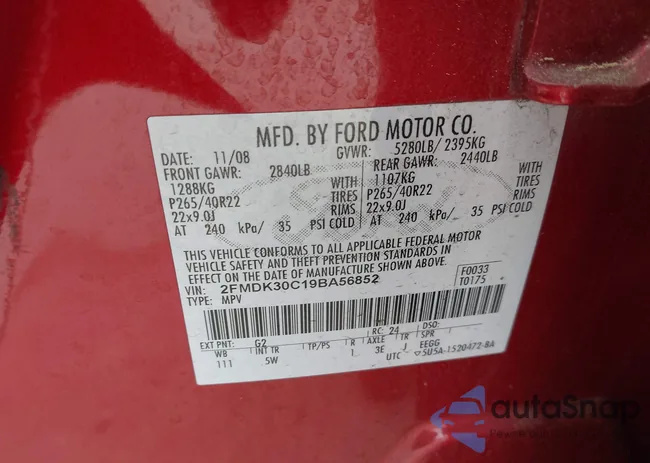 MFD. BY FORD MOTOR CO.
DATE: 11/08 GVWR: 5280LB/ 2395KG
FRONT GAWR: 2840LB REAR GAWR: 2440LB
1288KG WITH 1107KG WITH
P265/40R22 TIRES P265/40R22 TIRES
22x9.0J RIMS 22x9.0J RIMS
AT 240 kPa/ 35 PSI COLD AT 240 kPa/ 35 PSI COLD
THIS VEHICLE CONFORMS TO ALL APPLICABLE FEDERAL MOTOR
VEHICLE SAFETY AND THEFT PREVENTION STANDARDS IN
EFFECT ON THE DATE OF MANUFACTURE SHOWN ABOVE.
VIN: 2FMDK30C19BA56852 F0033
TYPE: MPV T0175
EXT PNT: G2 RC: 24 DSO:
WB INT TR TP/PS R AXLE TR SPR
111 5W 1.. 3E J EEGG
UTC 5U5A-1520472-BA
autoSnap